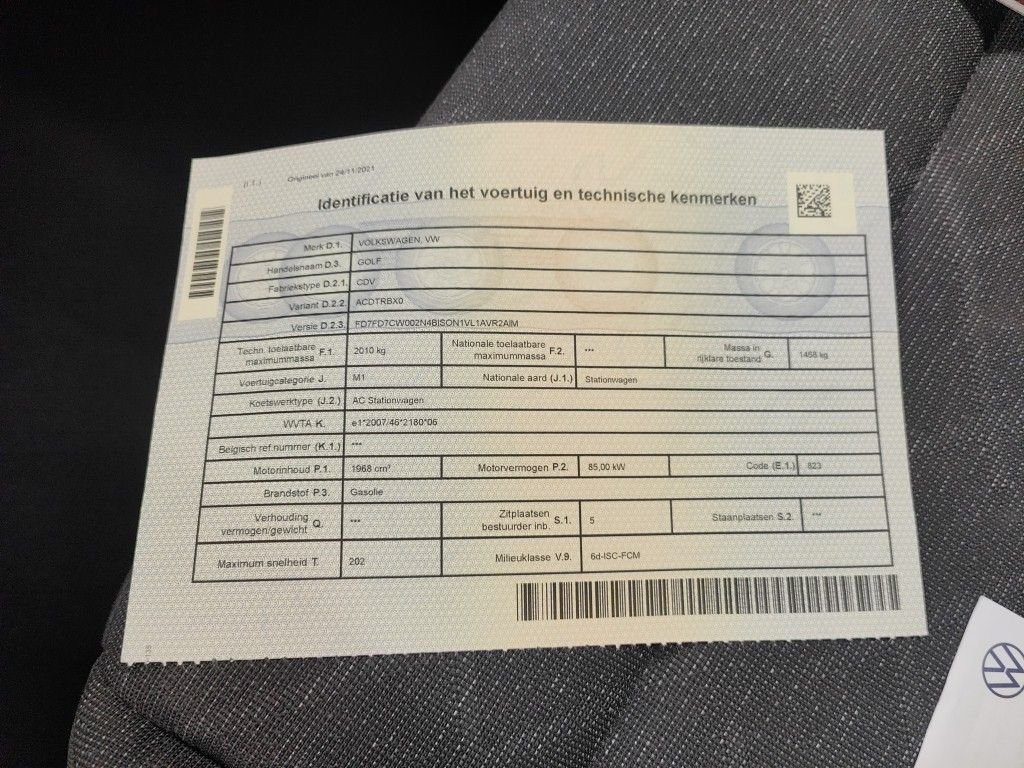 (I.T.) Origineel van 24/11/2021
Identificatie van het voertuig en technische kenmerken
Merk D.1. VOLKSWAGEN, VW
Handelsnaam D.3. GOLF
Fabriekstype D.2.1. CDV
Variant D.2.2. ACDTRBX0
Versie D.2.3. FD7FD7CW002N4BISON1VL1AVR2AIM
Techn. toelaatbare maximummassa F.1. 2010 kg Nationale toelaatbare maximummassa F.2. *** Massa in rijklare toestand G. 1468 kg
Voertuigcategorie J. M1 Nationale aard (J.1.) Stationwagen
Koetswerktype (J.2.) AC Stationwagen
WVTA K. e1*2007/46*2180*06
Belgisch ref.nummer (K.1.) ***
Motorinhoud P.1. 1968 cm³ Motorvermogen P.2. 85,00 kW Code (E.1.) 823
Brandstof P.3. Gasolie
Verhouding vermogen/gewicht Q. *** Zitplaatsen bestuurder inb. S.1. 5 Staanplaatsen S.2. ***
Maximum snelheid T. 202 Milieuklasse V.9. 6d-ISC-FCM